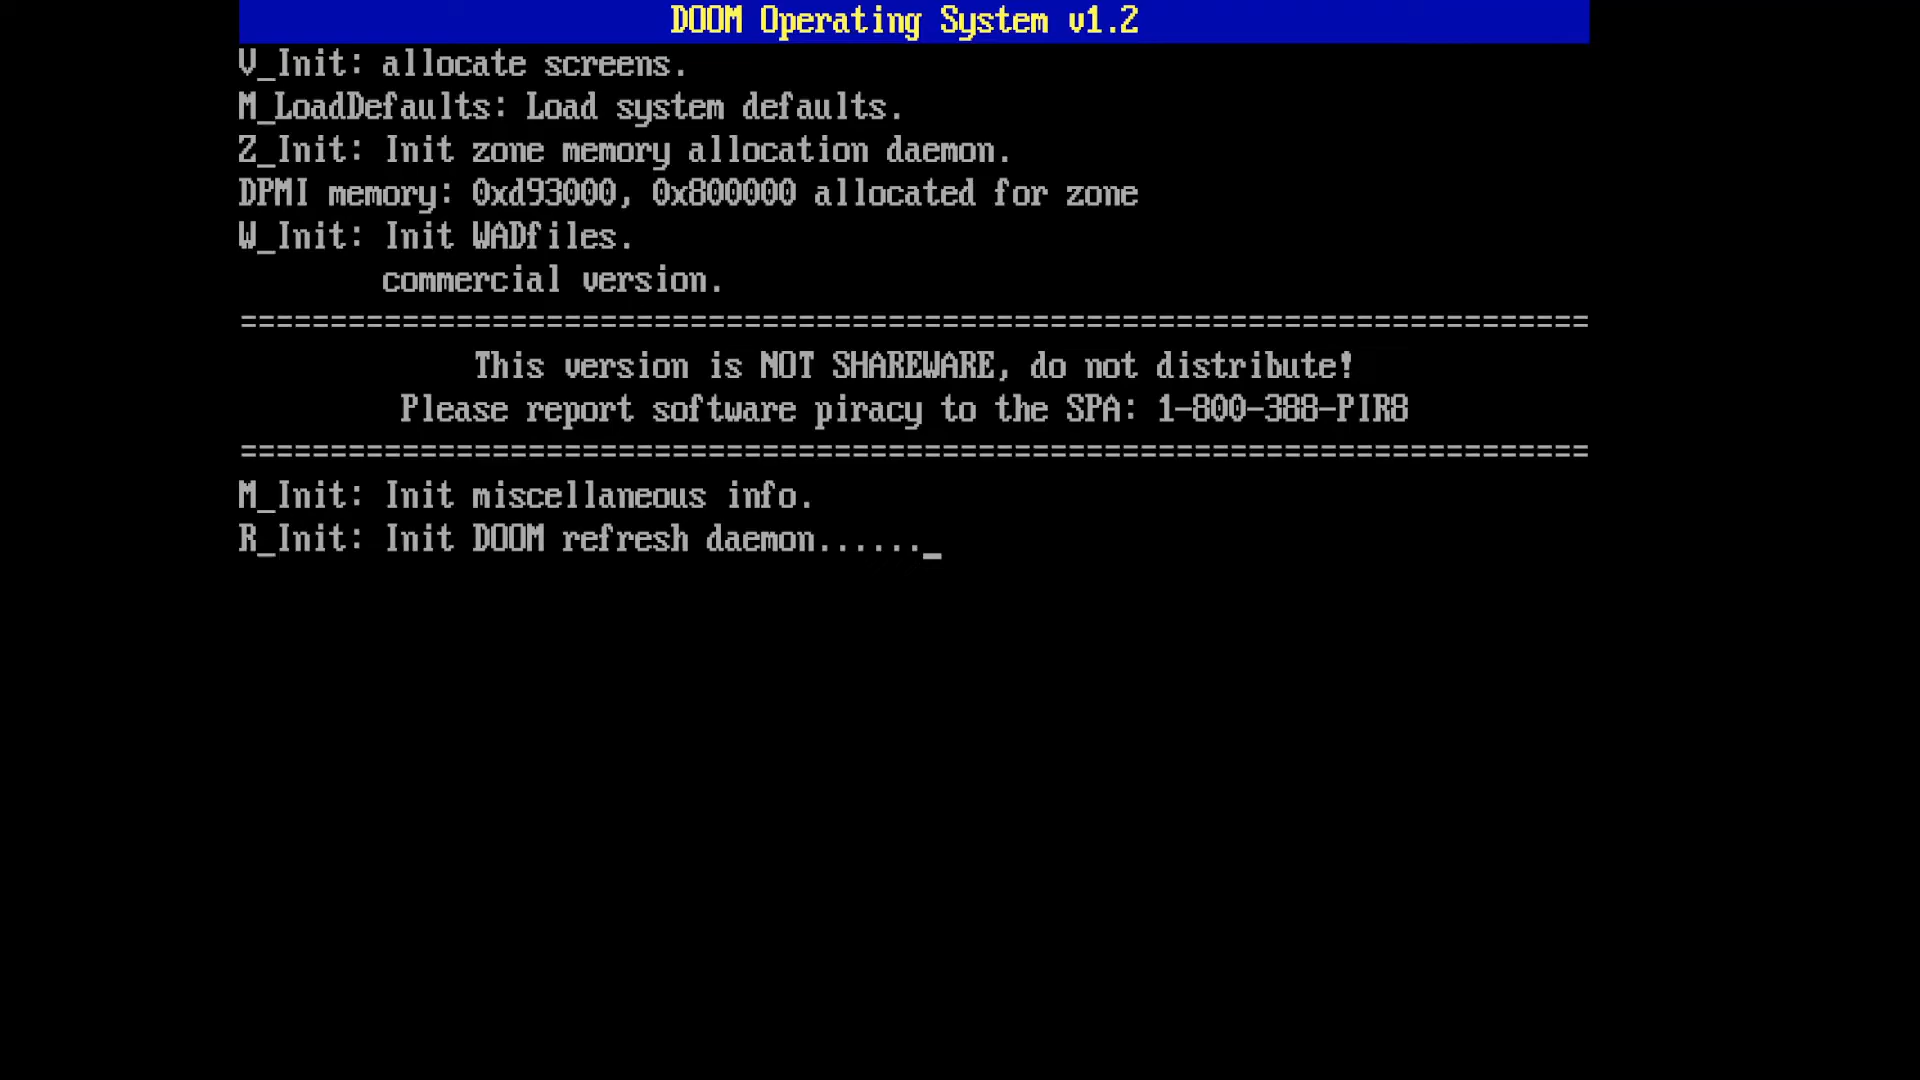 DOOM Operating System v1.2
V_Init: allocate screens.
M_LoadDefaults: Load system defaults.
Z_Init: Init zone memory allocation daemon.
DPMI memory: 0xd93000, 0x800000 allocated for zone
W_Init: Init WADfiles.
commercial version.
===========================================================================
This version is NOT SHAREWARE, do not distribute!
Please report software piracy to the SPA: 1-800-388-PIR8
===========================================================================
M_Init: Init miscellaneous info.
R_Init: Init DOOM refresh daemon......_